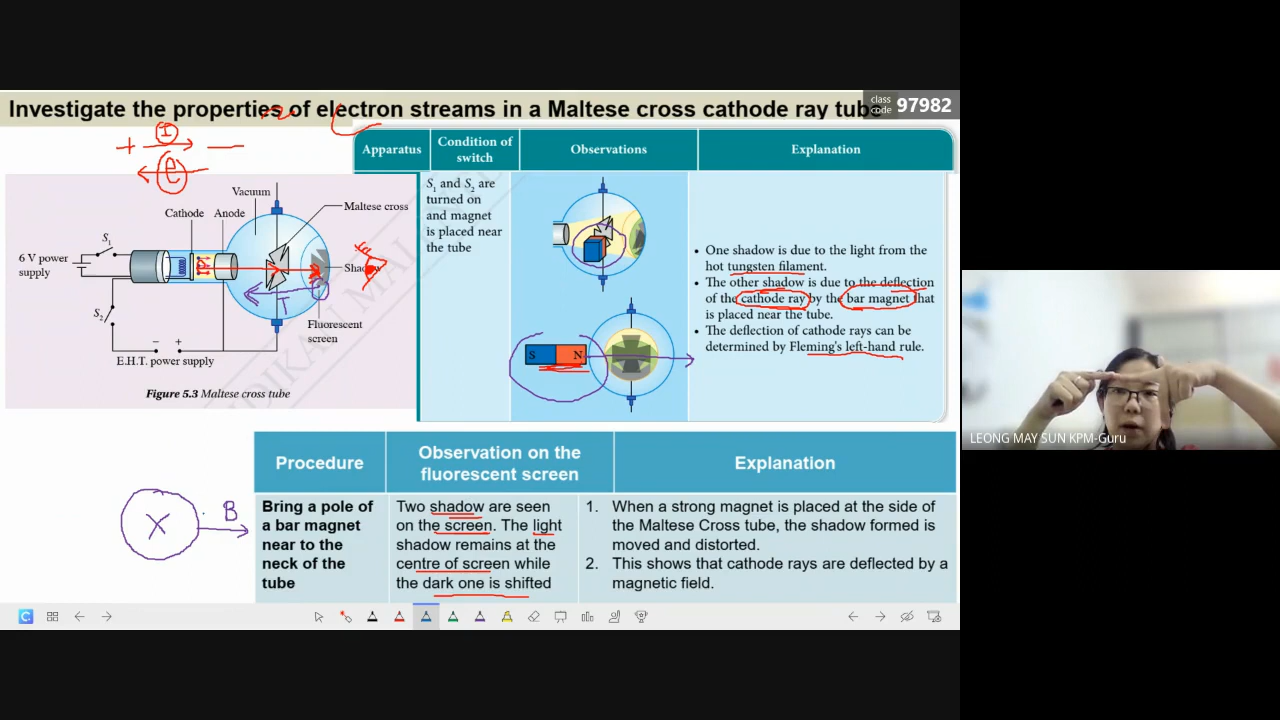 Investigate the properties of electron streams in a Maltese cross cathode ray tube
class
code 97982
+ I −
e
Apparatus
Condition of
switch
Observations
Explanation
S₁ and S₂ are
turned on
and magnet
is placed near
the tube
S N
• One shadow is due to the light from the
hot tungsten filament.
• The other shadow is due to the deflection
of the cathode ray by the bar magnet that
is placed near the tube.
• The deflection of cathode rays can be
determined by Fleming's left-hand rule.
Vacuum
Cathode Anode
Maltese cross
S₁
6 V power
supply
Shadow
S₂
I
Fluorescent
screen
− +
E.H.T. power supply
Figure 5.3 Maltese cross tube
LEONG MAY SUN KPM-Guru
X B
Procedure
Observation on the
fluorescent screen
Explanation
Bring a pole of
a bar magnet
near to the
neck of the
tube
Two shadow are seen
on the screen. The light
shadow remains at the
centre of screen while
the dark one is shifted
1. When a strong magnet is placed at the side of
the Maltese Cross tube, the shadow formed is
moved and distorted.
2. This shows that cathode rays are deflected by a
magnetic field.